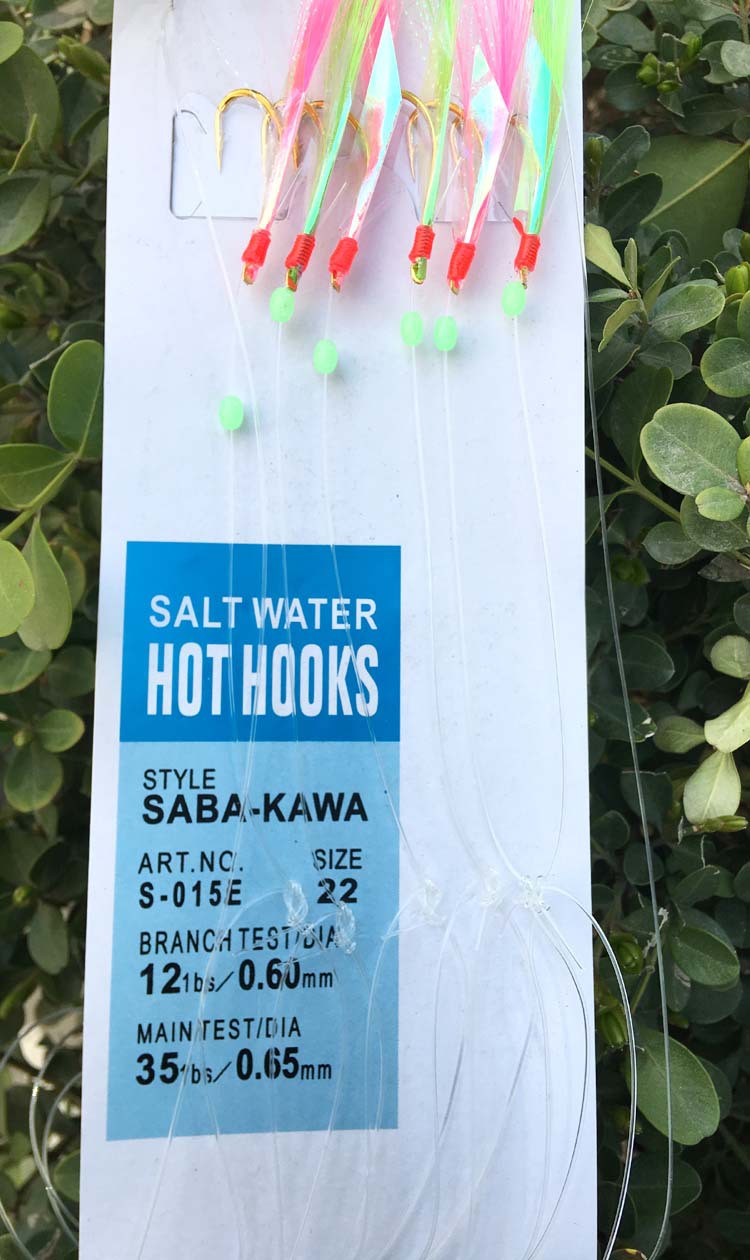 SALT WATER
HOT HOOKS
STYLE
SABA-KAWA
ART.NO. SIZE
S-015E 22
BRANCH TEST/DIA
12lbs/0.60mm
MAIN TEST/DIA
35lbs/0.65mm